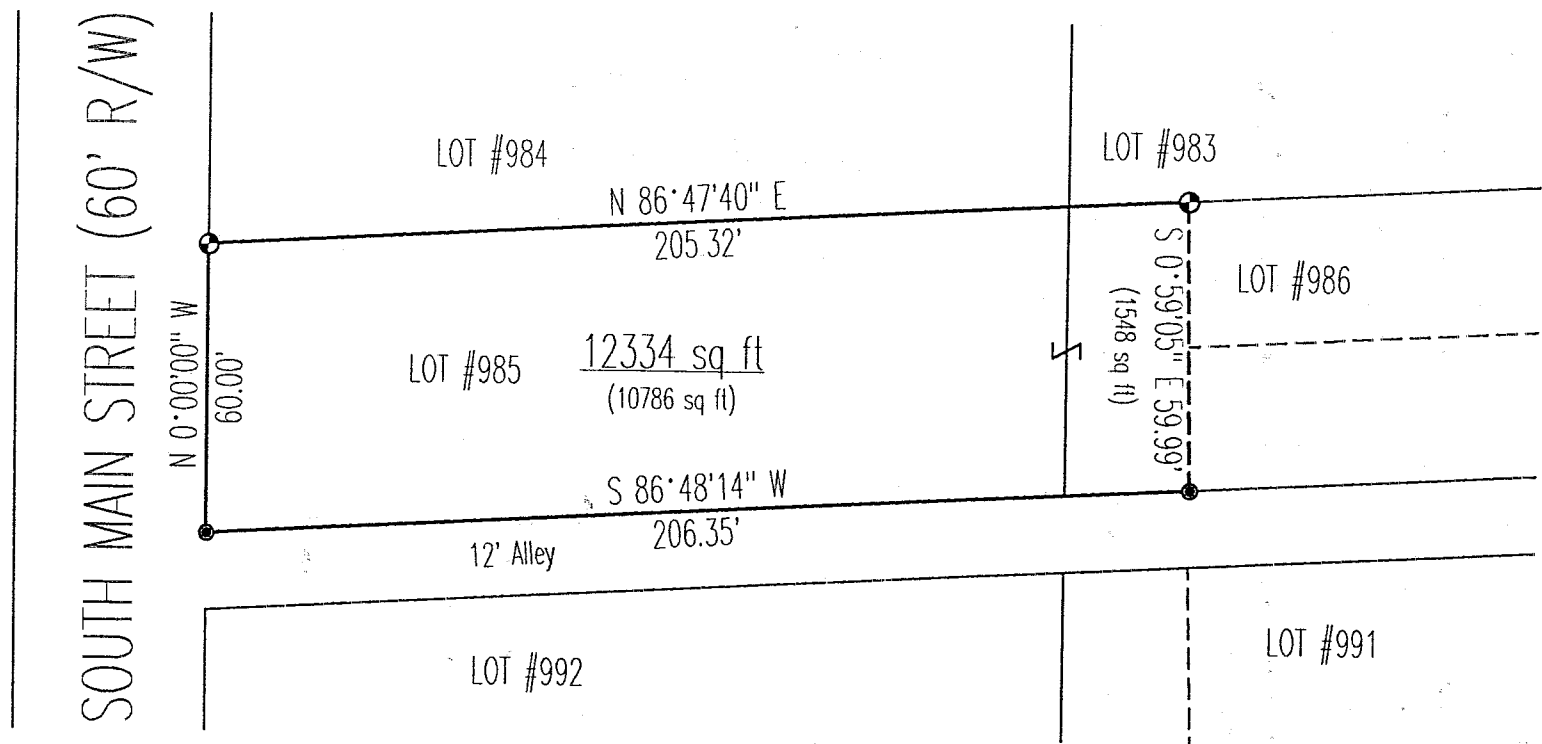 SOUTH MAIN STREET (60' R/W)
LOT #984
LOT #983
N 86°47'40" E
205.32'
LOT #986
S 0°59'05" E 59.99'
(1548 sq ft)
N 0°00'00" W
60.00'
LOT #985
12334 sq ft
(10786 sq ft)
S 86°48'14" W
206.35'
12' Alley
LOT #992
LOT #991